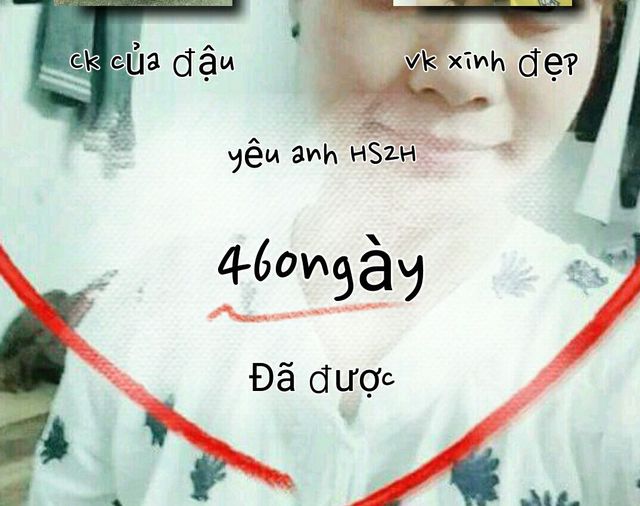 ck của đậu
vk xinh đẹp
yêu anh HS2H
460ngày
Đã được